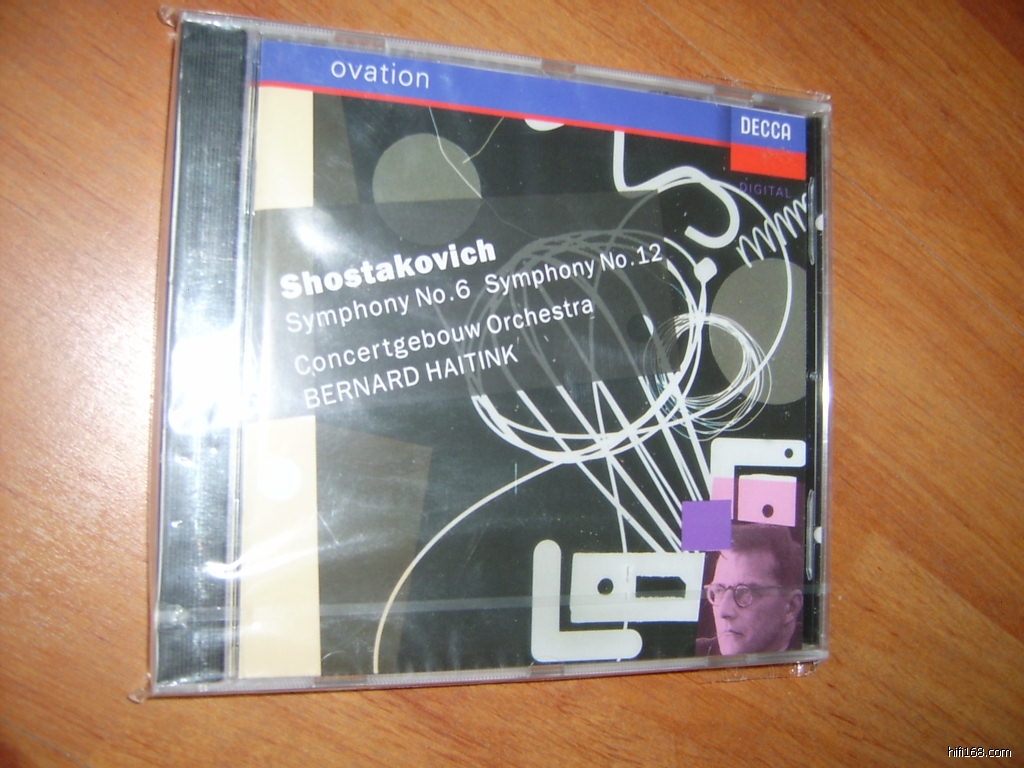 ovation
DECCA
DIGITAL
Shostakovich
Symphony No.6 Symphony No.12
Concertgebouw Orchestra
BERNARD HAITINK
hifi168.com